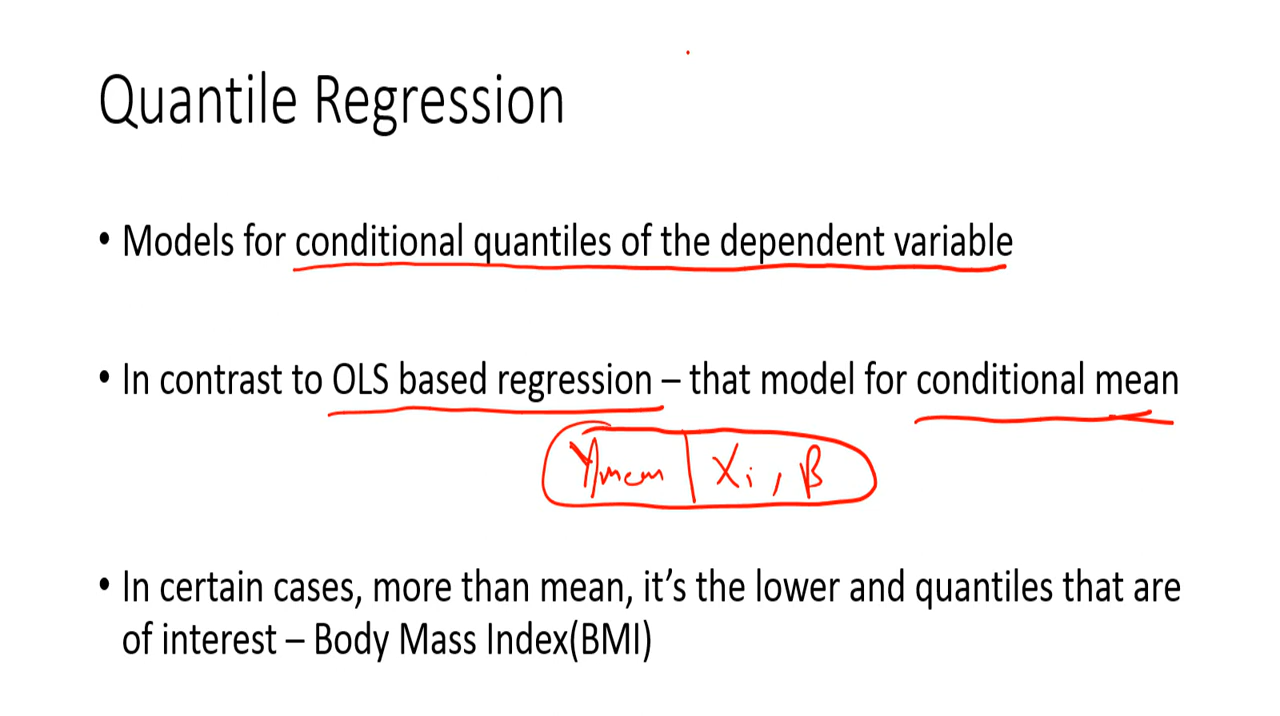 Quantile Regression
• Models for conditional quantiles of the dependent variable
• In contrast to OLS based regression – that model for conditional mean
Ymean | Xi, β
• In certain cases, more than mean, it’s the lower and quantiles that are
of interest – Body Mass Index(BMI)